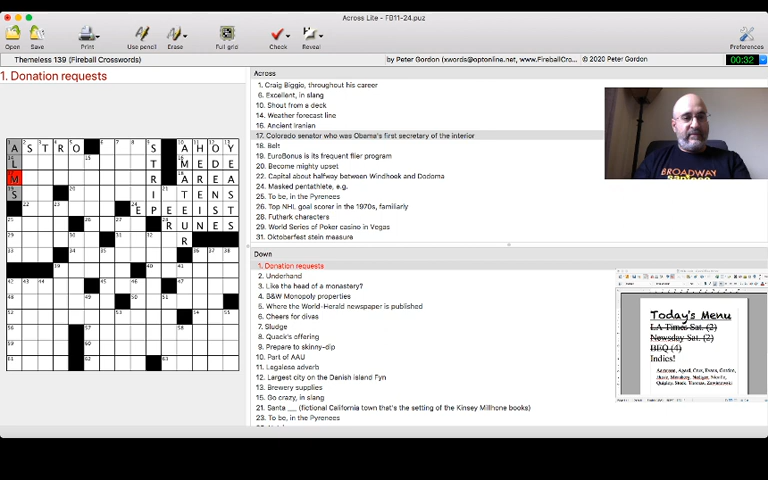 Across Lite - FB11-24.puz
Open
Save
Print
Use pencil
Erase
Full grid
Check
Reveal
Preferences
Themeless 139 (Fireball Crosswords)
by Peter Gordon (xwords@optonline.net, www.FireballCro...
© 2020 Peter Gordon
00:32
1. Donation requests
A S T R O S A H O Y
L T M E D E
M R A R E A
S I T E N S
E P E E I S T
R U N E S
R
Across
1. Craig Biggio, throughout his career
6. Excellent, in slang
10. Shout from a deck
14. Weather forecast line
16. Ancient Iranian
17. Colorado senator who was Obama's first secretary of the interior
18. Belt
19. EuroBonus is its frequent flier program
20. Become mighty upset
22. Capital about halfway between Windhoek and Dodoma
24. Masked pentathlete, e.g.
25. To be, in the Pyrenees
26. Top NHL goal scorer in the 1970s, familiarly
28. Futhark characters
29. World Series of Poker casino in Vegas
31. Oktoberfest stein measure
Down
1. Donation requests
2. Underhand
3. Like the head of a monastery?
4. B&W Monopoly properties
5. Where the World-Herald newspaper is published
6. Cheers for divas
7. Sludge
8. Quack's offering
9. Prepare to skinny-dip
10. Part of AAU
11. Legalese adverb
12. Largest city on the Danish island Fyn
13. Brewery supplies
15. Go crazy, in slang
21. Santa ___ (fictional California town that's the setting of the Kinsey Millhone books)
23. To be, in the Pyrenees
BROADWAY
Today's Menu
LA Times Sat. (2)
Newsday Sat. (2)
BEQ (4)
Indies!